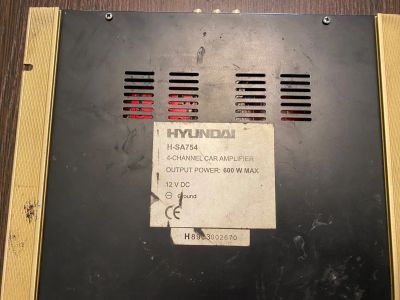 HYUNDAI
H-SA754
4-CHANNEL CAR AMPLIFIER
OUTPUT POWER: 600 W MAX
12 V DC
⊖ Ground
CE